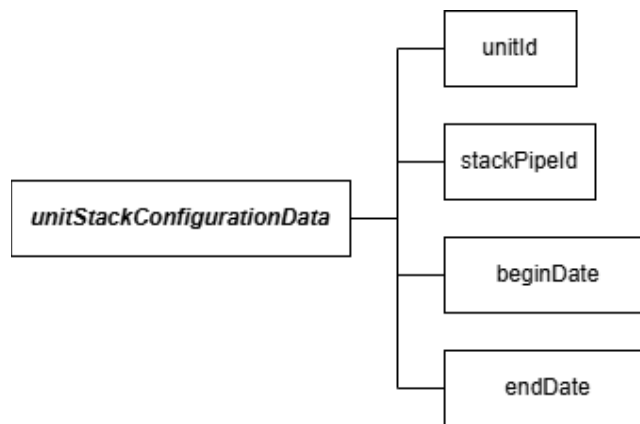 unitId
stackPipeId
unitStackConfigurationData
beginDate
endDate